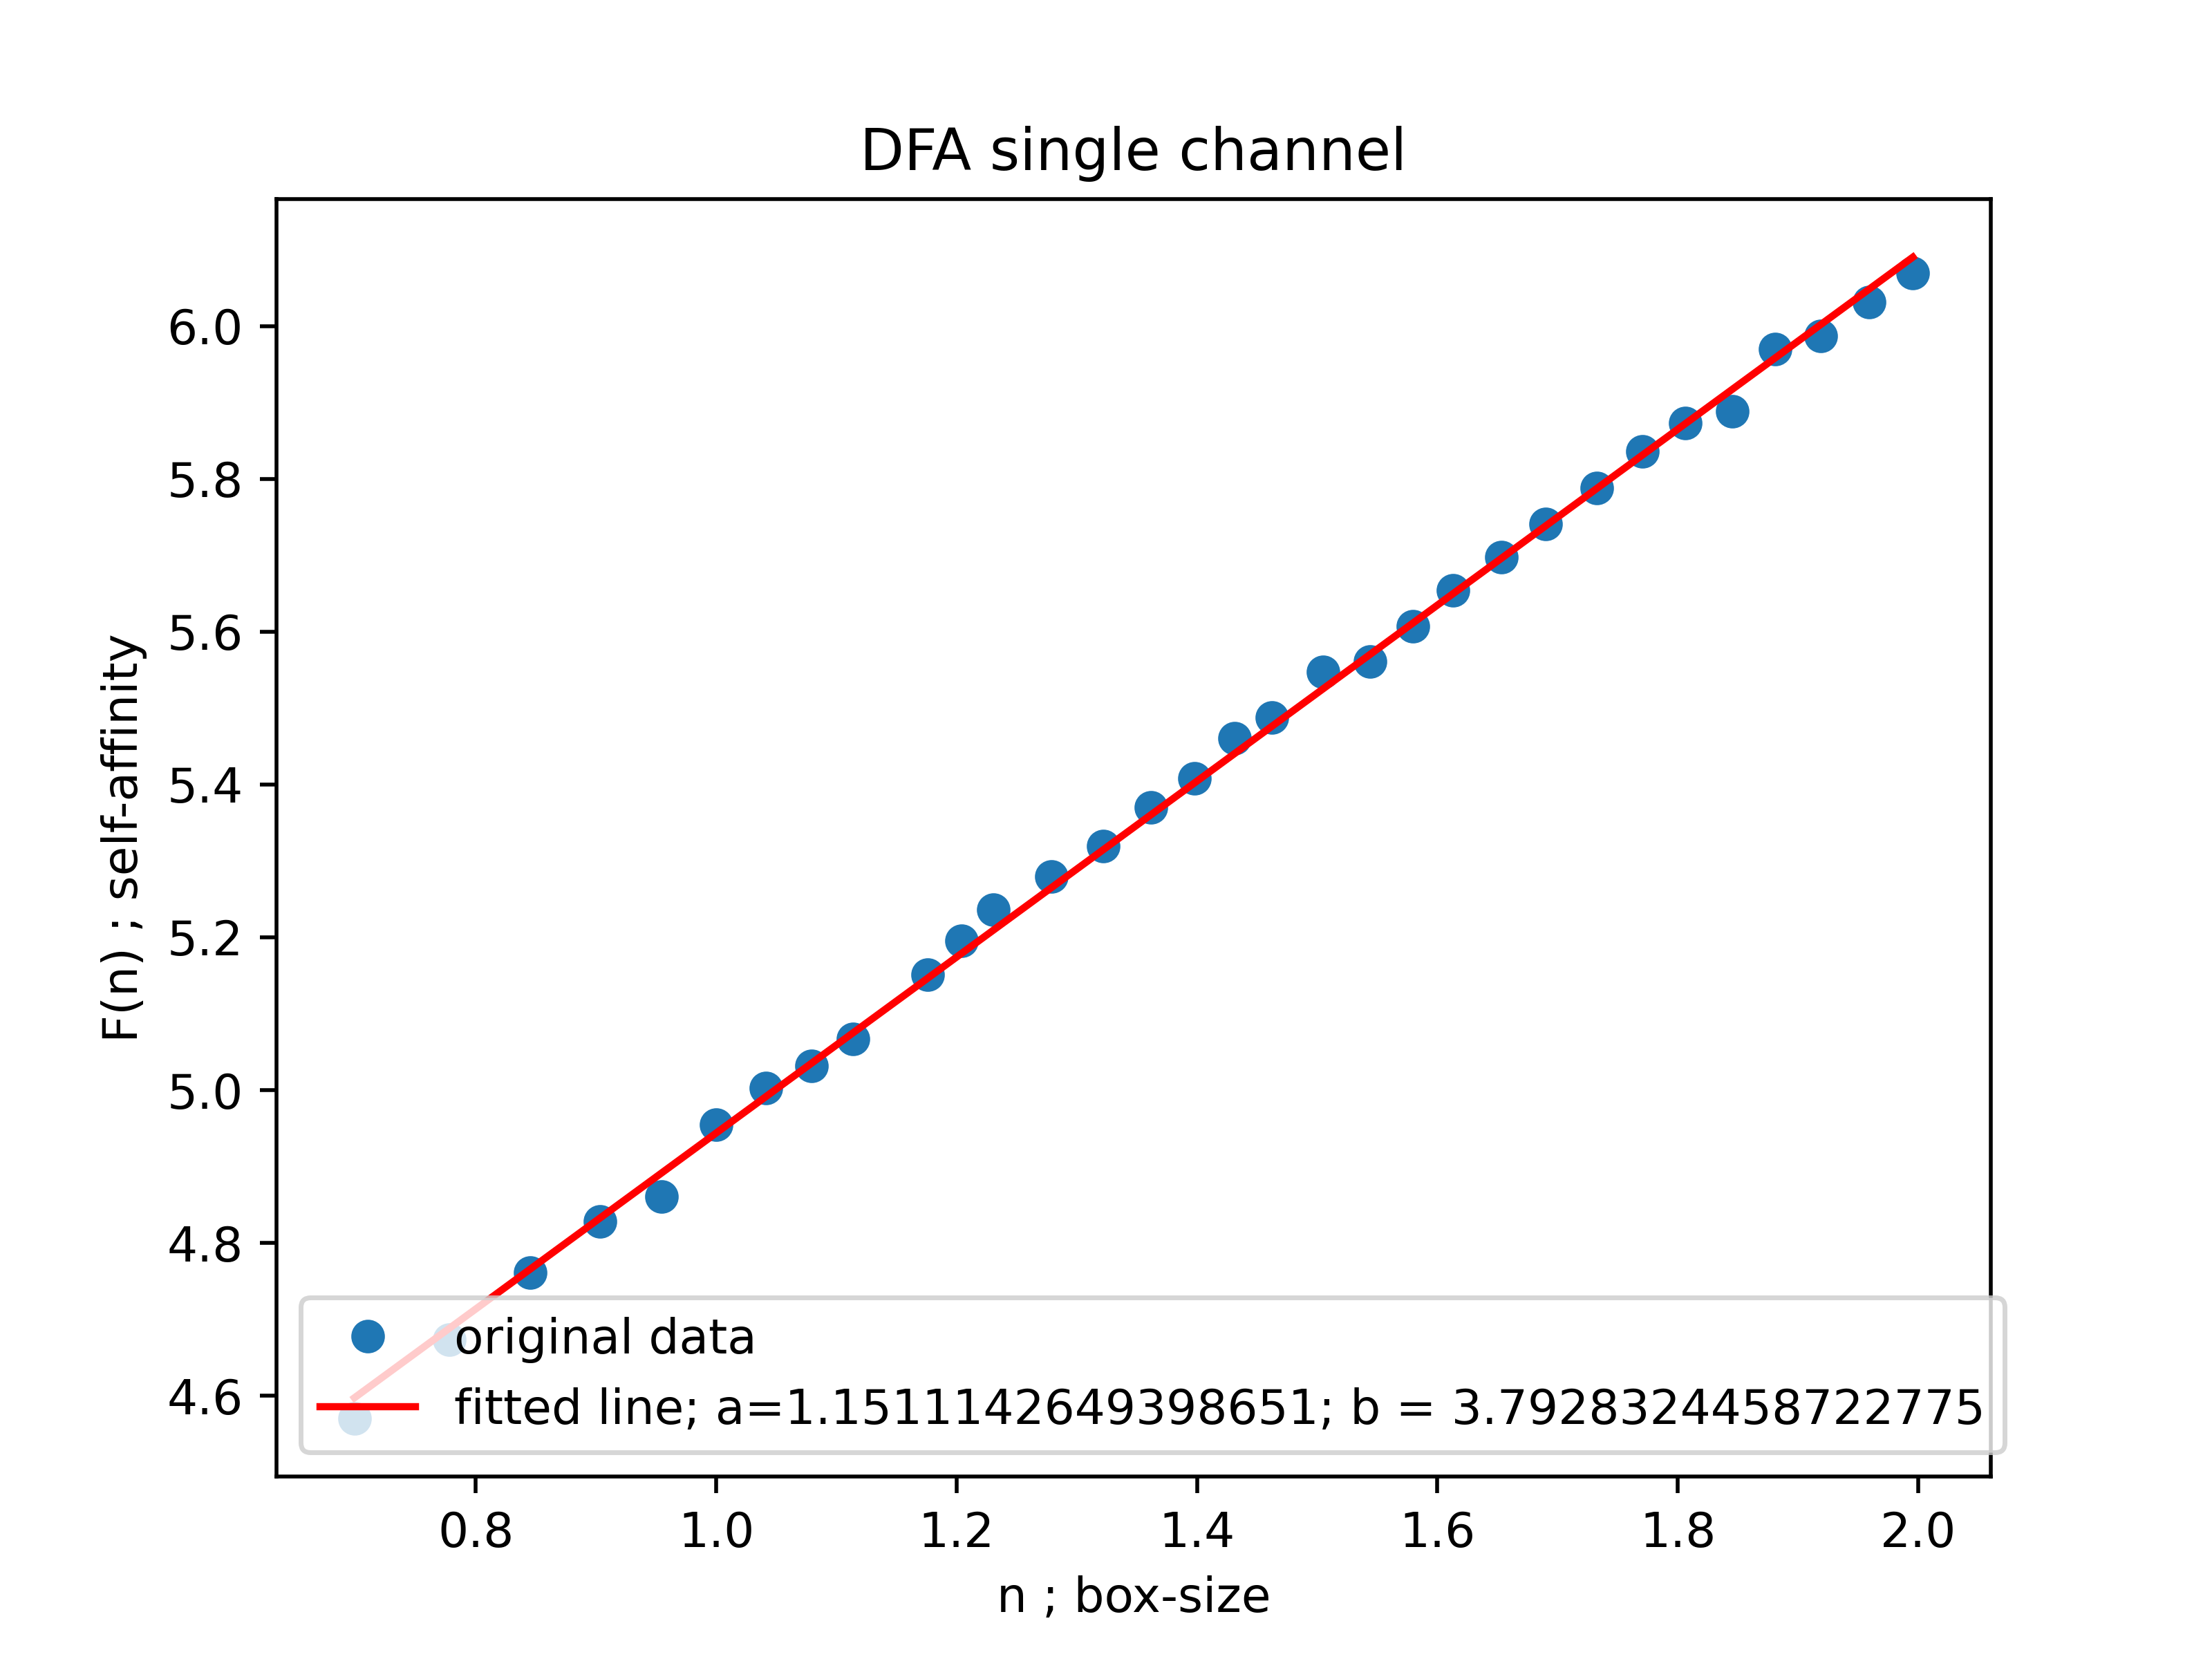 DFA single channel
6.0
5.8
5.6
5.4
5.2
5.0
4.8
4.6
F(n) ; self-affinity
original data
fitted line; a=1.1511142649398651; b = 3.7928324458722775
0.8 1.0 1.2 1.4 1.6 1.8 2.0
n ; box-size